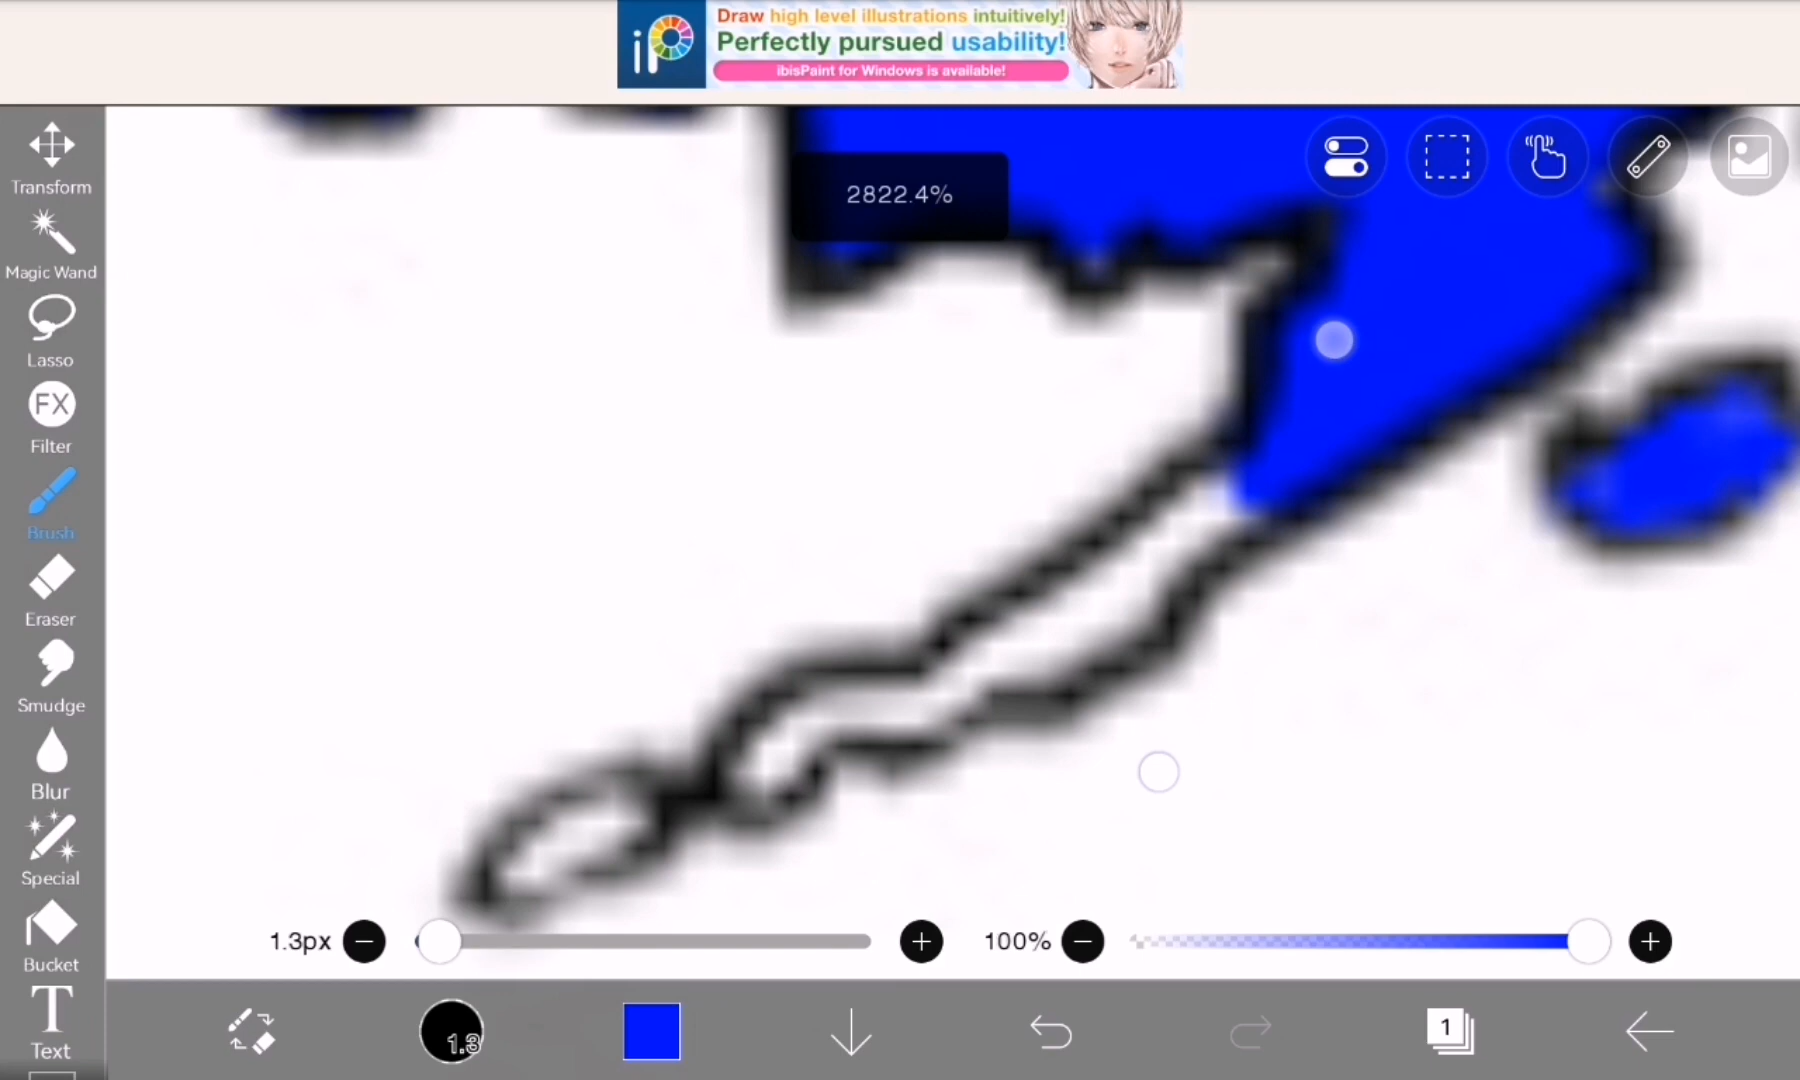 iP
Draw high level illustrations intuitively!
Perfectly pursued usability!
ibisPaint for Windows is available!
Transform
Magic Wand
Lasso
FX
Filter
Brush
Eraser
Smudge
Blur
Special
Bucket
T
Text
2822.4%
1.3px
100%
1.3
1